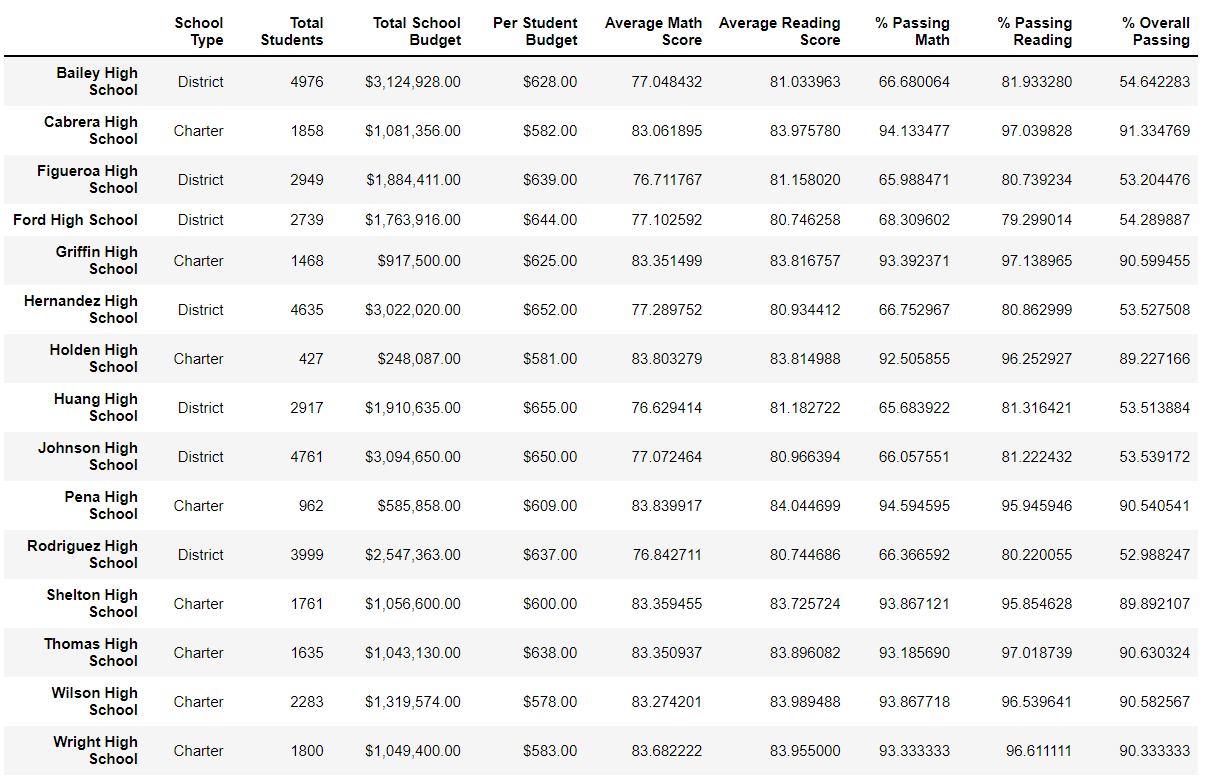 School Type Total Students Total School Budget Per Student Budget Average Math Score Average Reading Score % Passing Math % Passing Reading % Overall Passing
Bailey High School District 4976 $3,124,928.00 $628.00 77.048432 81.033963 66.680064 81.933280 54.642283
Cabrera High School Charter 1858 $1,081,356.00 $582.00 83.061895 83.975780 94.133477 97.039828 91.334769
Figueroa High School District 2949 $1,884,411.00 $639.00 76.711767 81.158020 65.988471 80.739234 53.204476
Ford High School District 2739 $1,763,916.00 $644.00 77.102592 80.746258 68.309602 79.299014 54.289887
Griffin High School Charter 1468 $917,500.00 $625.00 83.351499 83.816757 93.392371 97.138965 90.599455
Hernandez High School District 4635 $3,022,020.00 $652.00 77.289752 80.934412 66.752967 80.862999 53.527508
Holden High School Charter 427 $248,087.00 $581.00 83.803279 83.814988 92.505855 96.252927 89.227166
Huang High School District 2917 $1,910,635.00 $655.00 76.629414 81.182722 65.683922 81.316421 53.513884
Johnson High School District 4761 $3,094,650.00 $650.00 77.072464 80.966394 66.057551 81.222432 53.539172
Pena High School Charter 962 $585,858.00 $609.00 83.839917 84.044699 94.594595 95.945946 90.540541
Rodriguez High School District 3999 $2,547,363.00 $637.00 76.842711 80.744686 66.366592 80.220055 52.988247
Shelton High School Charter 1761 $1,056,600.00 $600.00 83.359455 83.725724 93.867121 95.854628 89.892107
Thomas High School Charter 1635 $1,043,130.00 $638.00 83.350937 83.896082 93.185690 97.018739 90.630324
Wilson High School Charter 2283 $1,319,574.00 $578.00 83.274201 83.989488 93.867718 96.539641 90.582567
Wright High School Charter 1800 $1,049,400.00 $583.00 83.682222 83.955000 93.333333 96.611111 90.333333